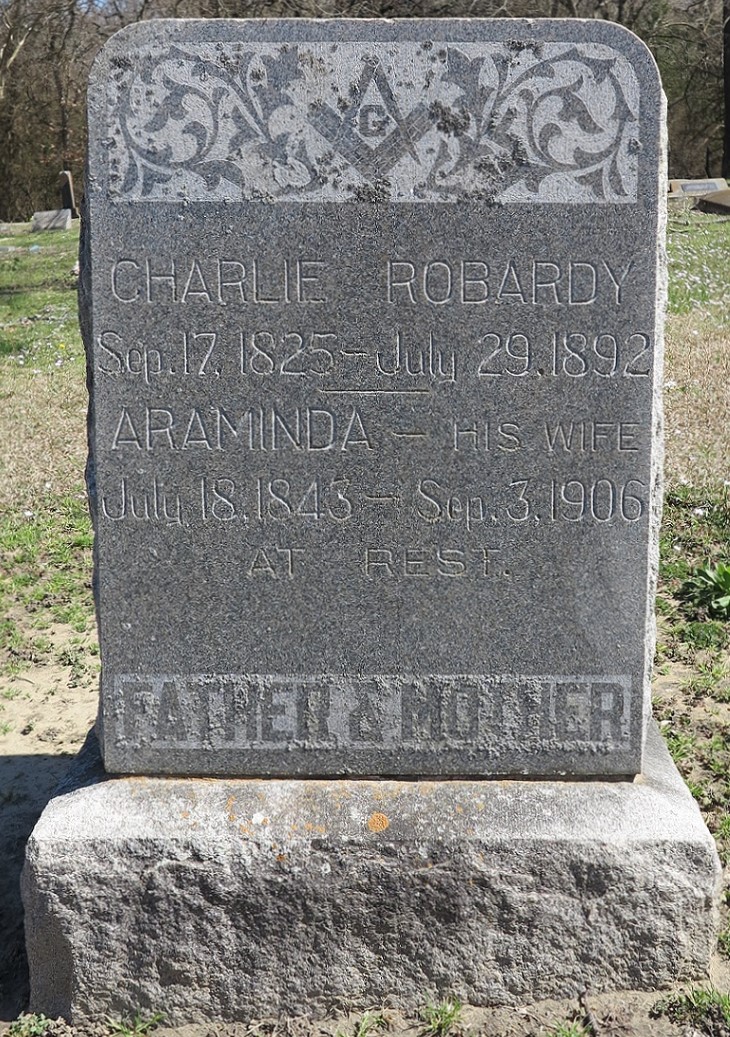 G
CHARLIE ROBARDY
Sep. 17, 1825 – July 29, 1892
ARAMINDA – HIS WIFE
July 18, 1843 – Sep. 3, 1906
AT REST.
FATHER & MOTHER